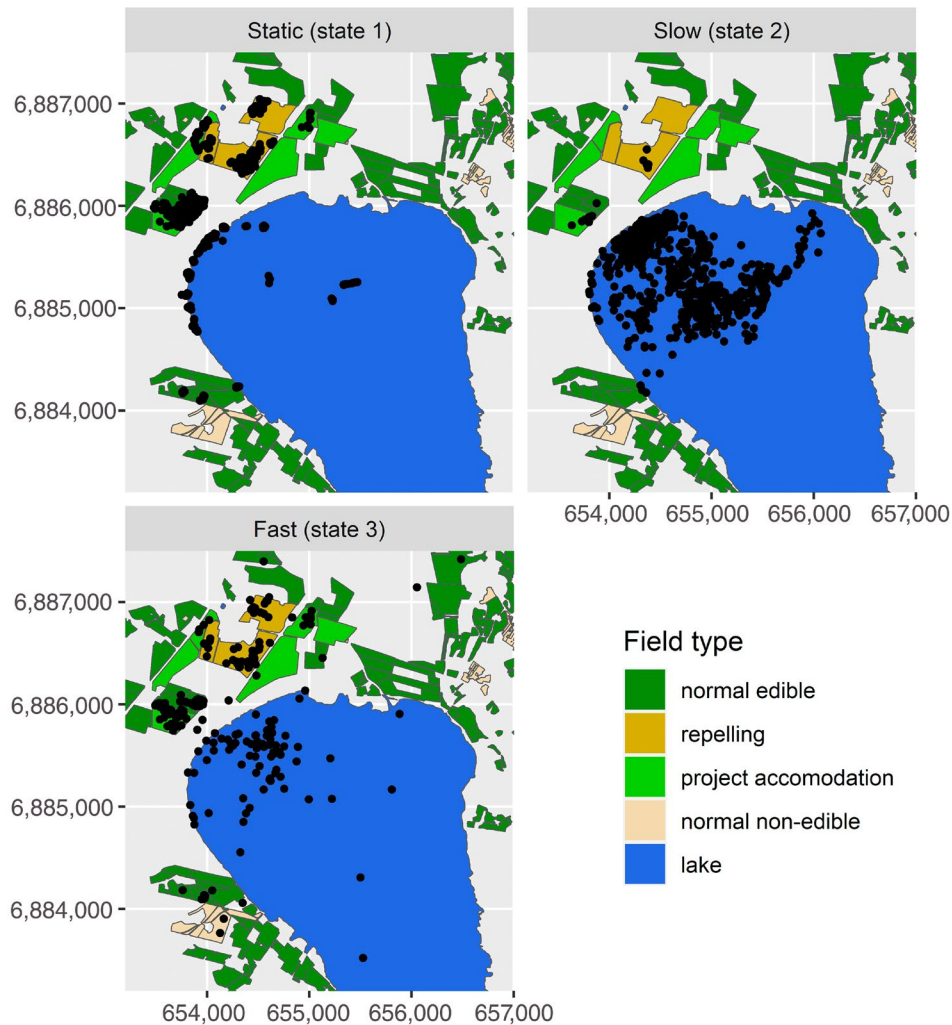 Static (state 1)
Slow (state 2)
6,887,000
6,886,000
6,885,000
6,884,000
654,000 655,000 656,000 657,000
Fast (state 3)
6,887,000
6,886,000
6,885,000
6,884,000
654,000 655,000 656,000 657,000
Field type
normal edible
repelling
project accomodation
normal non-edible
lake